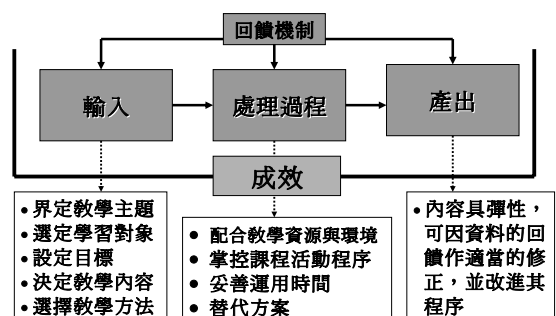 回饋機制
輸入
處理過程
產出
成效
• 界定教學主題
• 選定學習對象
• 設定目標
• 決定教學內容
• 選擇教學方法
• 配合教學資源與環境
• 掌控課程活動程序
• 妥善運用時間
• 替代方案
• 內容具彈性，
可因資料的回
饋作適當的修
正，並改進其
程序